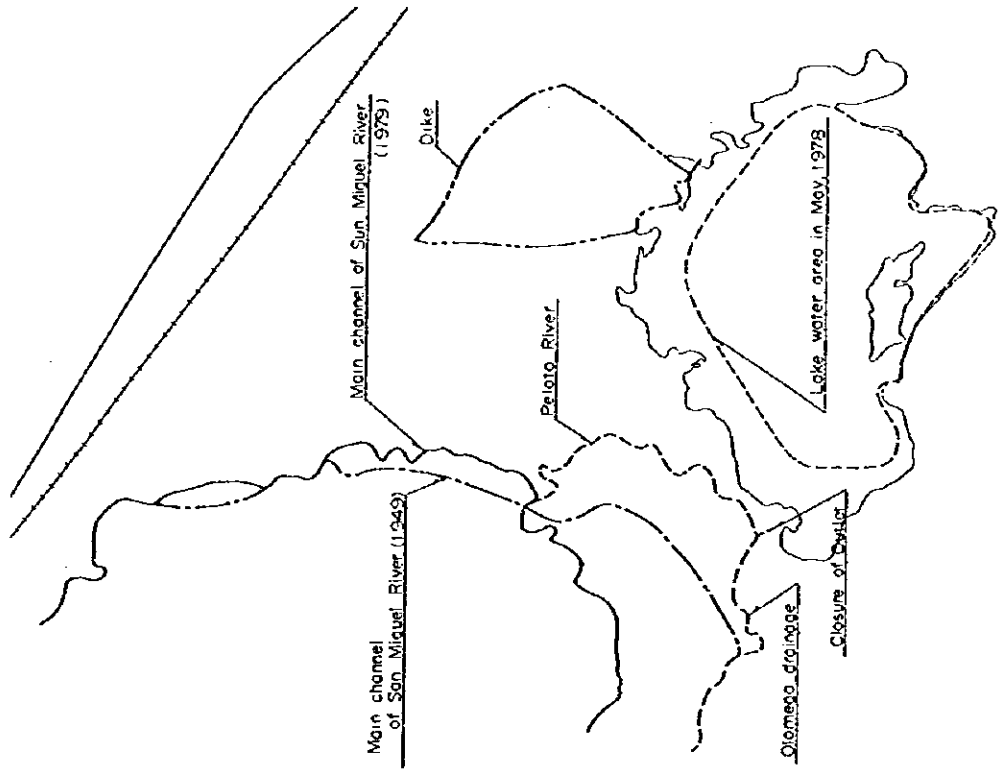 Main channel of Sun Miguel River
(1979)
Dike
Main channel
of San Miguel River (1949)
Pelota River
Lake water area in May, 1978
Olomega drainage
Closure of Outlet